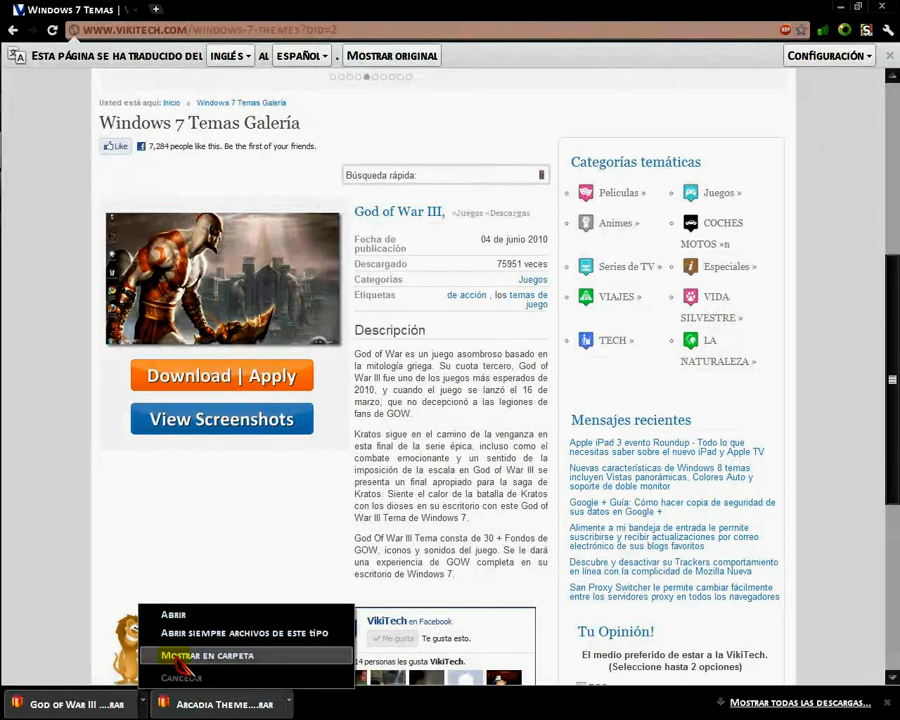 Windows 7 Temas | V
www.vikitech.com/windows-7-themes?did=2
Esta página se ha traducido del inglés al español . Mostrar original Configuración
Usted está aquí: Inicio » Windows 7 Temas Galería
Windows 7 Temas Galería
Like 7,284 people like this. Be the first of your friends.
Búsqueda rápida:
God of War III, «Juegos «Descargas
Fecha de publicación 04 de junio 2010
Descargado 75951 veces
Categorías Juegos
Etiquetas de acción , los temas de
juego
Download | Apply
View Screenshots
Descripción
God of War es un juego asombroso basado en
la mitología griega. Su cuota tercero, God of
War III fue uno de los juegos más esperados de
2010, y cuando el juego se lanzó el 16 de
marzo, que no decepcionó a las legiones de
fans de GOW.
Kratos sigue en el camino de la venganza en
esta final de la serie épica, incluso como el
combate emocionante y un sentido de la
imposición de la escala en God of War III se
presenta un final apropiado para la saga de
Kratos. Siente el calor de la batalla de Kratos
con los dioses en su escritorio con este God of
War III Tema de Windows 7.
God Of War III Tema consta de 30 + Fondos de
GOW, iconos y sonidos del juego. Se le dará
una experiencia de GOW completa en su
escritorio de Windows 7.
VikiTech en Facebook
Me gusta Te gusta esto.
14 personas les gusta VikiTech.
Categorías temáticas
Peliculas »
Juegos »
Animes »
COCHES
MOTOS »n
Series de TV »
Especiales »
VIAJES »
VIDA
SILVESTRE »
TECH »
LA
NATURALEZA »
Mensajes recientes
Apple iPad 3 evento Roundup - Todo lo que
necesitas saber sobre el nuevo iPad y Apple TV
Nuevas características de Windows 8 temas
incluyen Vistas panorámicas, Colores Auto y
soporte de doble monitor
Google + Guía: Cómo hacer copia de seguridad de
sus datos en Google +
Alimente a mi bandeja de entrada le permite
suscribirse y recibir actualizaciones por correo
electrónico de sus blogs favoritos
Descubre y desactivar su Trackers comportamiento
en línea con la complicidad de Mozilla Nueva
San Proxy Switcher le permite cambiar fácilmente
entre los servidores proxy en todos los navegadores
Tu Opinión!
El medio preferido de estar a la VikiTech.
(Seleccione hasta 2 opciones)
Abrir
Abrir siempre archivos de este tipo
Mostrar en carpeta
Cancelar
God of War III ....rar
Arcadia Theme....rar
Mostrar todas las descargas...